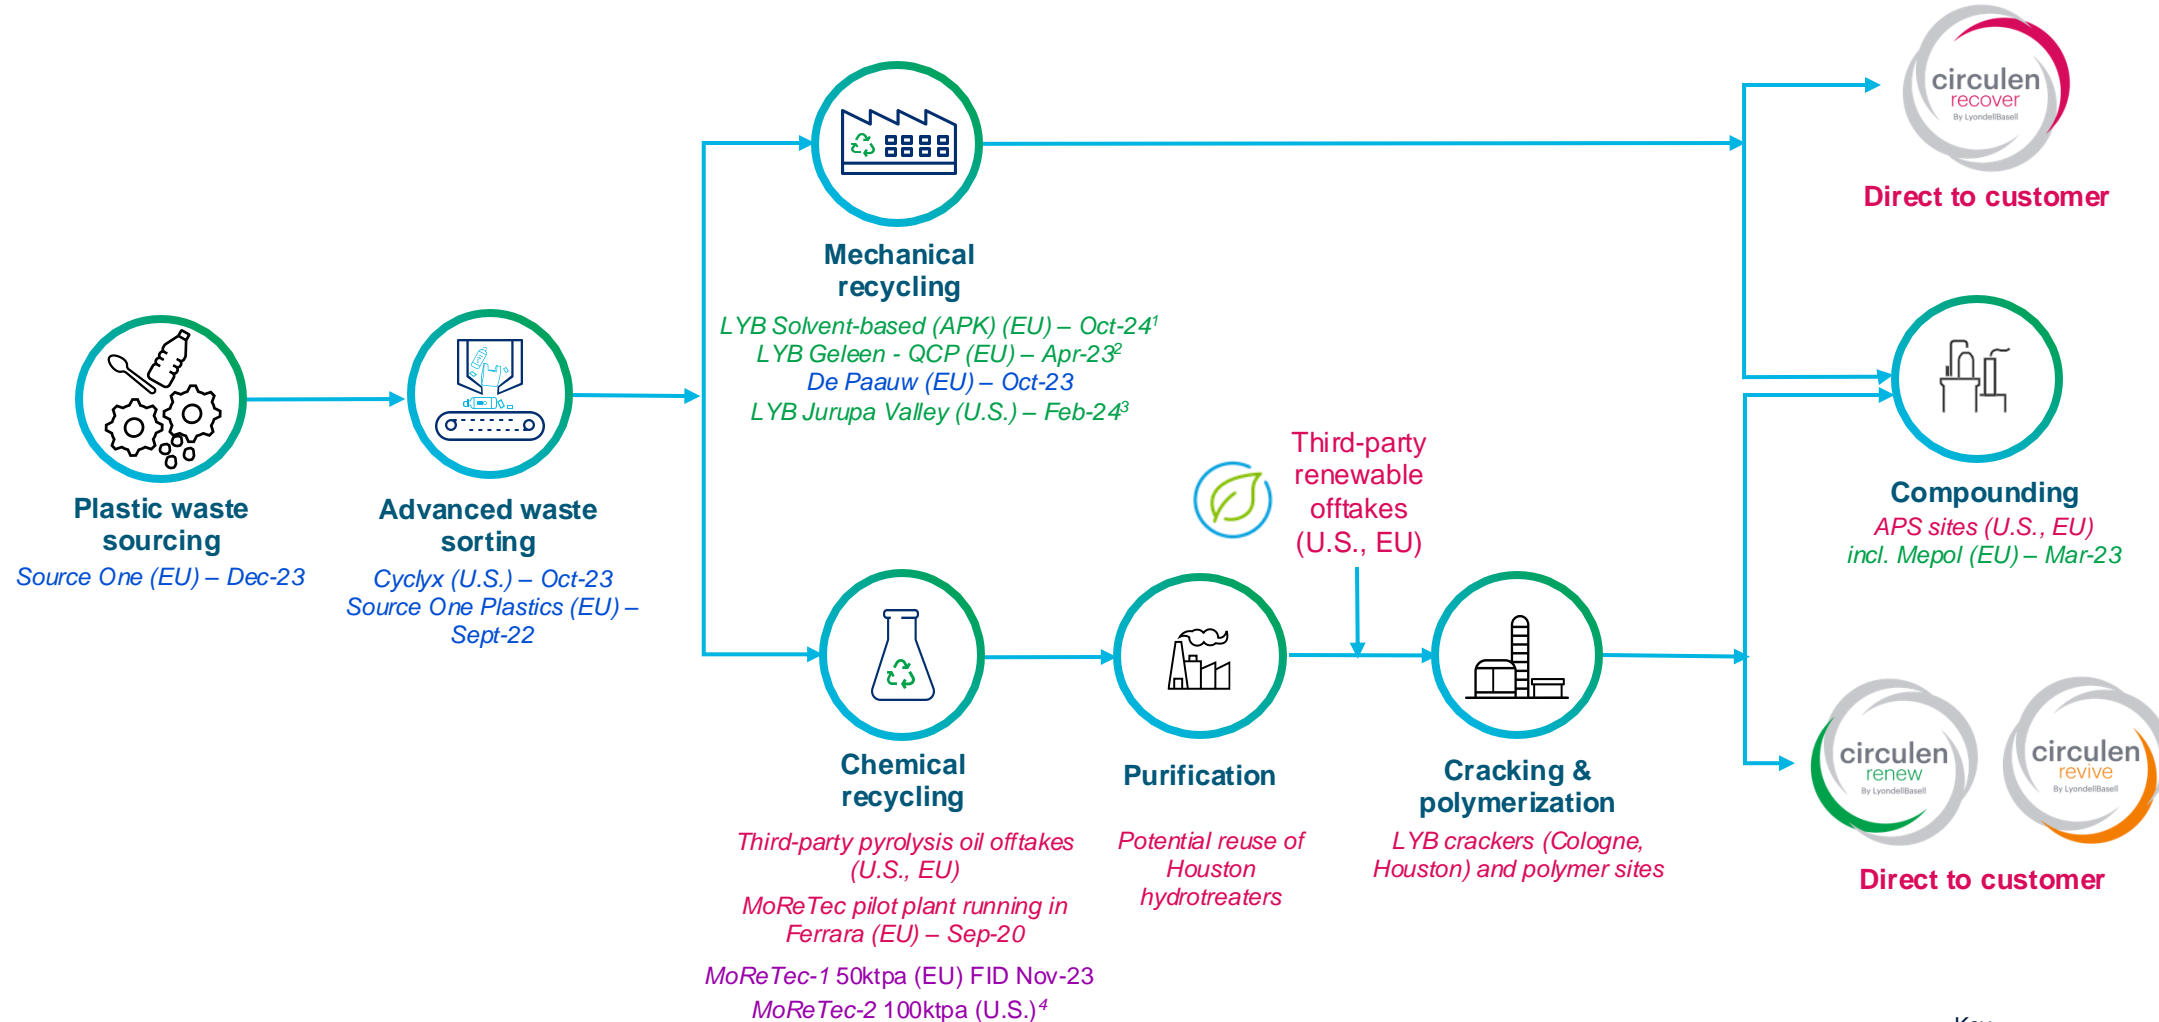 circulen
recover
By LyondellBasell
Direct to customer
Mechanical
recycling
LYB Solvent-based (APK) (EU) – Oct-24¹
LYB Geleen - QCP (EU) – Apr-23²
De Paauw (EU) – Oct-23
LYB Jurupa Valley (U.S.) – Feb-24³
Plastic waste
sourcing
Source One (EU) – Dec-23
Advanced waste
sorting
Cyclyx (U.S.) – Oct-23
Source One Plastics (EU) –
Sept-22
Third-party
renewable
offtakes
(U.S., EU)
Compounding
APS sites (U.S., EU)
incl. Mepol (EU) – Mar-23
Chemical
recycling
Third-party pyrolysis oil offtakes
(U.S., EU)
MoReTec pilot plant running in
Ferrara (EU) – Sep-20
MoReTec-1 50ktpa (EU) FID Nov-23
MoReTec-2 100ktpa (U.S.)⁴
Purification
Potential reuse of
Houston
hydrotreaters
Cracking &
polymerization
LYB crackers (Cologne,
Houston) and polymer sites
circulen
renew
By LyondellBasell
circulen
revive
By LyondellBasell
Direct to customer
Key